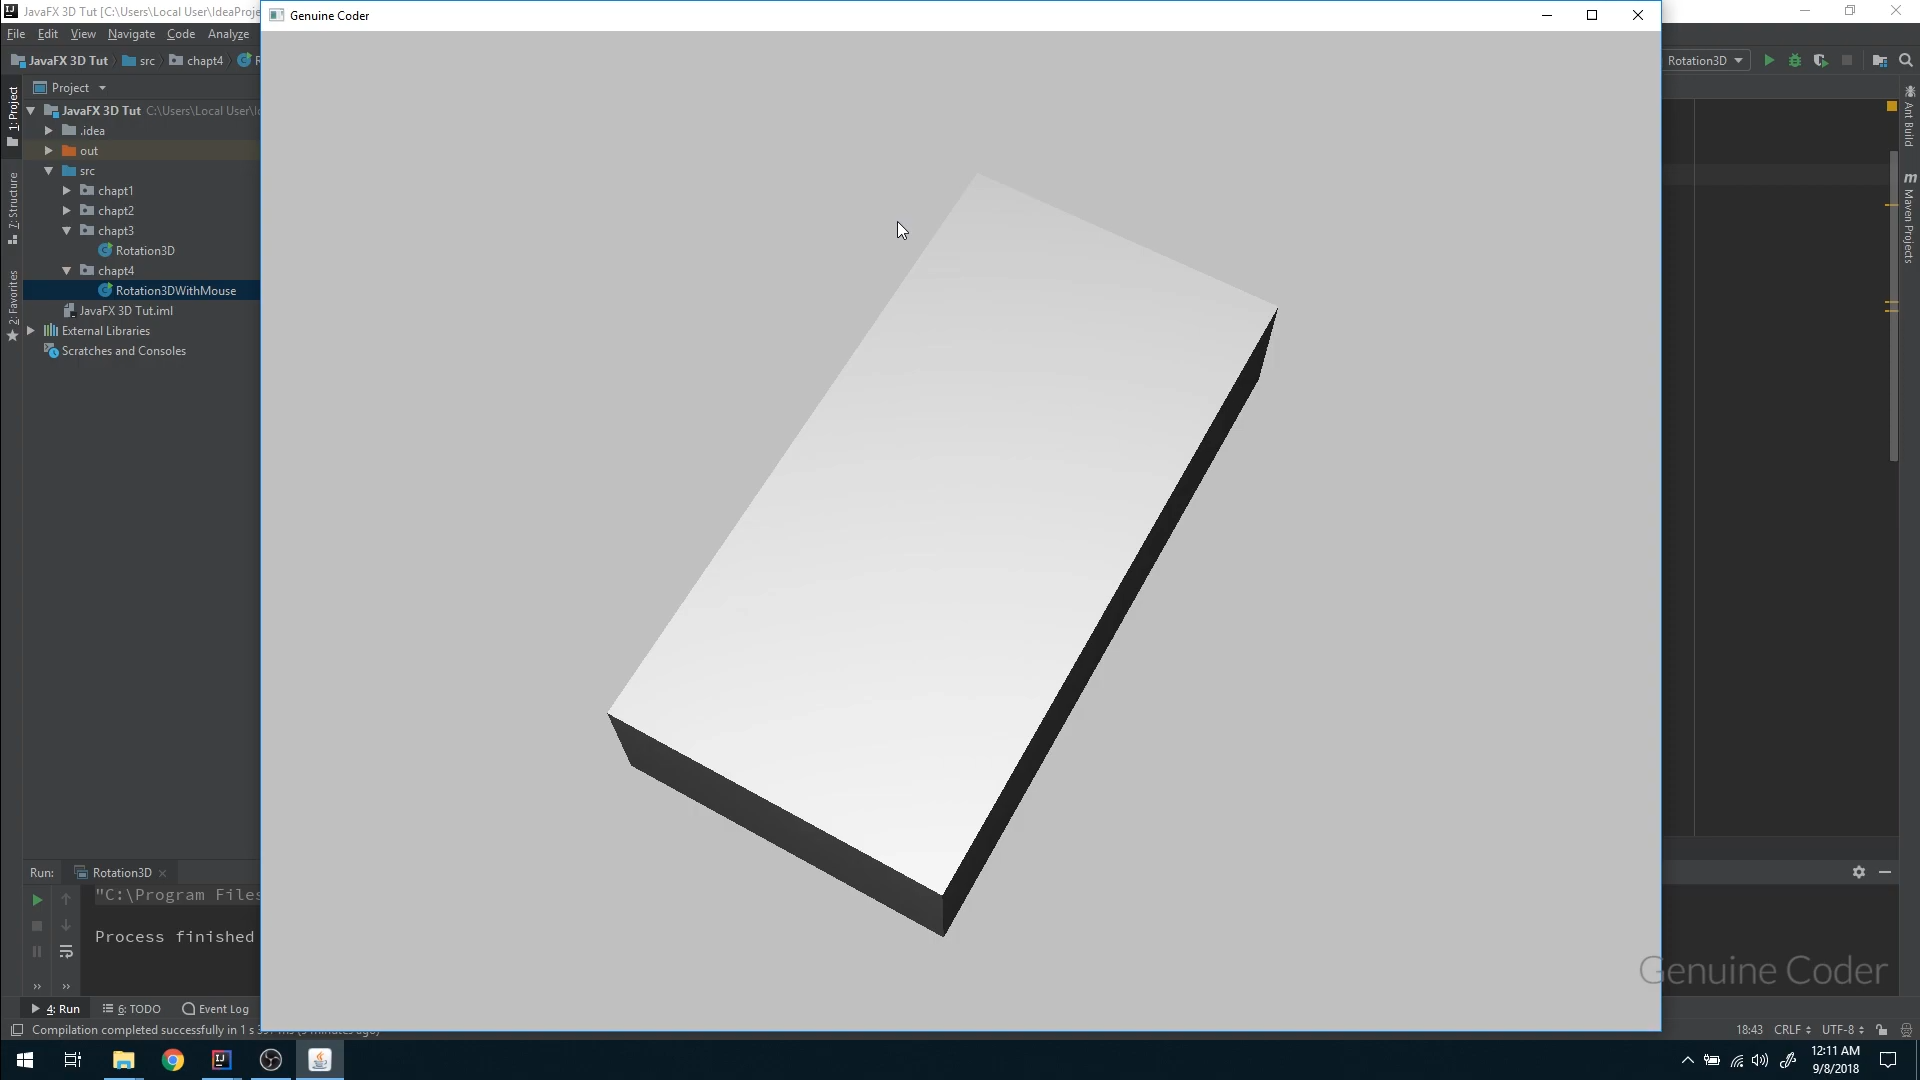 JavaFX 3D Tut [C:\Users\Local User\IdeaProje
Genuine Coder
File Edit View Navigate Code Analyze
JavaFX 3D Tut src chapt4
Rotation3D
Project
1: Project
JavaFX 3D Tut C:\Users\Local User\I
.idea
out
src
7: Structure
chapt1
chapt2
chapt3
Rotation3D
chapt4
2: Favorites
Rotation3DWithMouse
JavaFX 3D Tut.iml
External Libraries
Scratches and Consoles
Ant Build
m Maven Projects
Run: Rotation3D
"C:\Program Files
Process finished
Genuine Coder
4: Run 6: TODO Event Log
Compilation completed successfully in 1 s
18:43 CRLF UTF-8
12:11 AM
9/8/2018